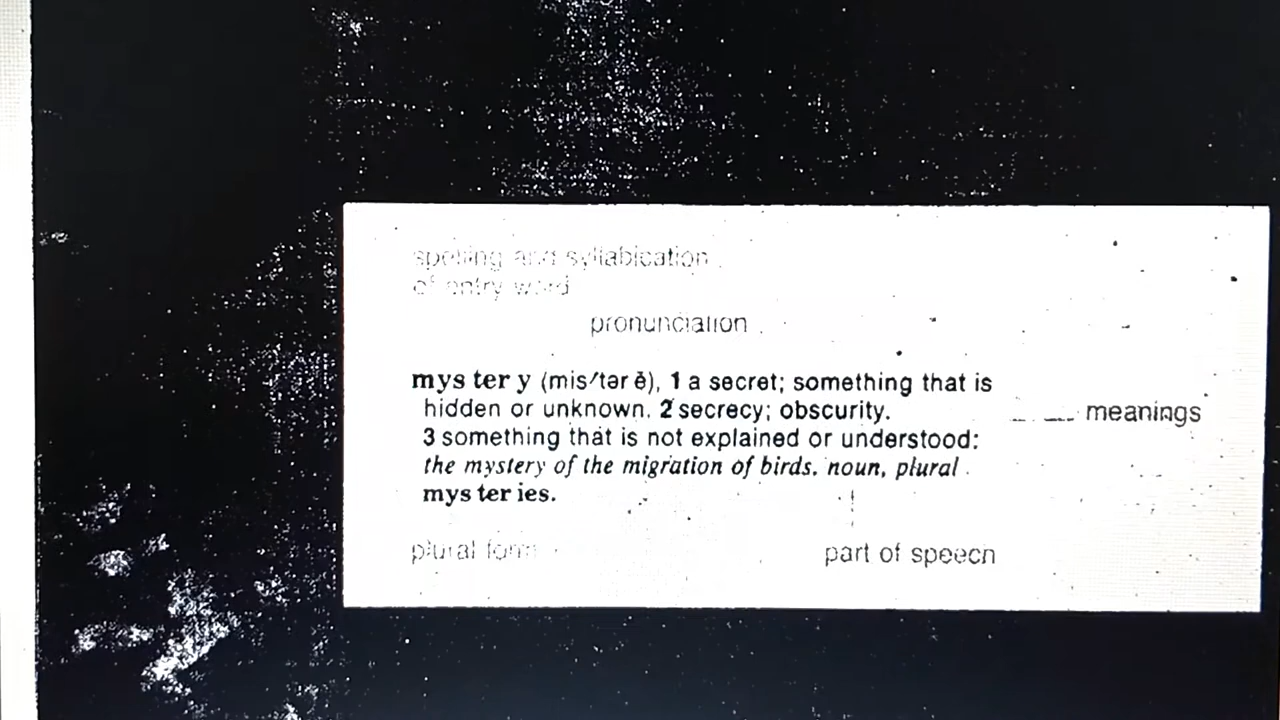 spelling and syllabication
of entry word
pronunciation
mys ter y (mis′tər ē), 1 a secret; something that is
hidden or unknown. 2 secrecy; obscurity.
meanings
3 something that is not explained or understood:
the mystery of the migration of birds. noun, plural
mys ter ies.
plural form
part of speech